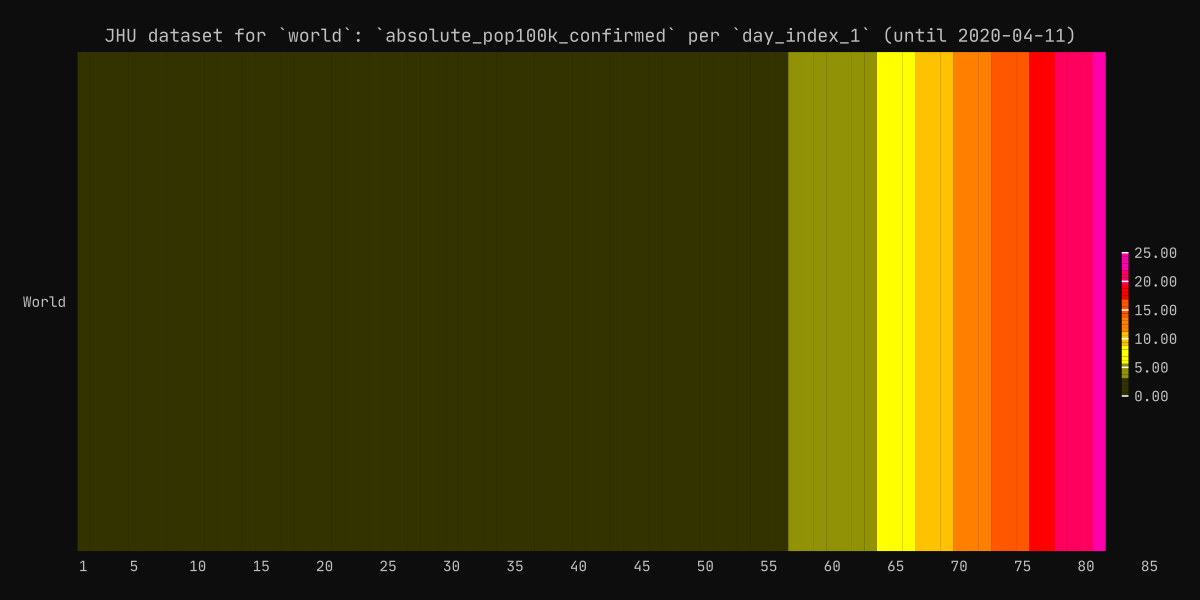 JHU dataset for `world`: `absolute_pop100k_confirmed` per `day_index_1` (until 2020-04-11)
World
25.00
20.00
15.00
10.00
5.00
0.00
1 5 10 15 20 25 30 35 40 45 50 55 60 65 70 75 80 85